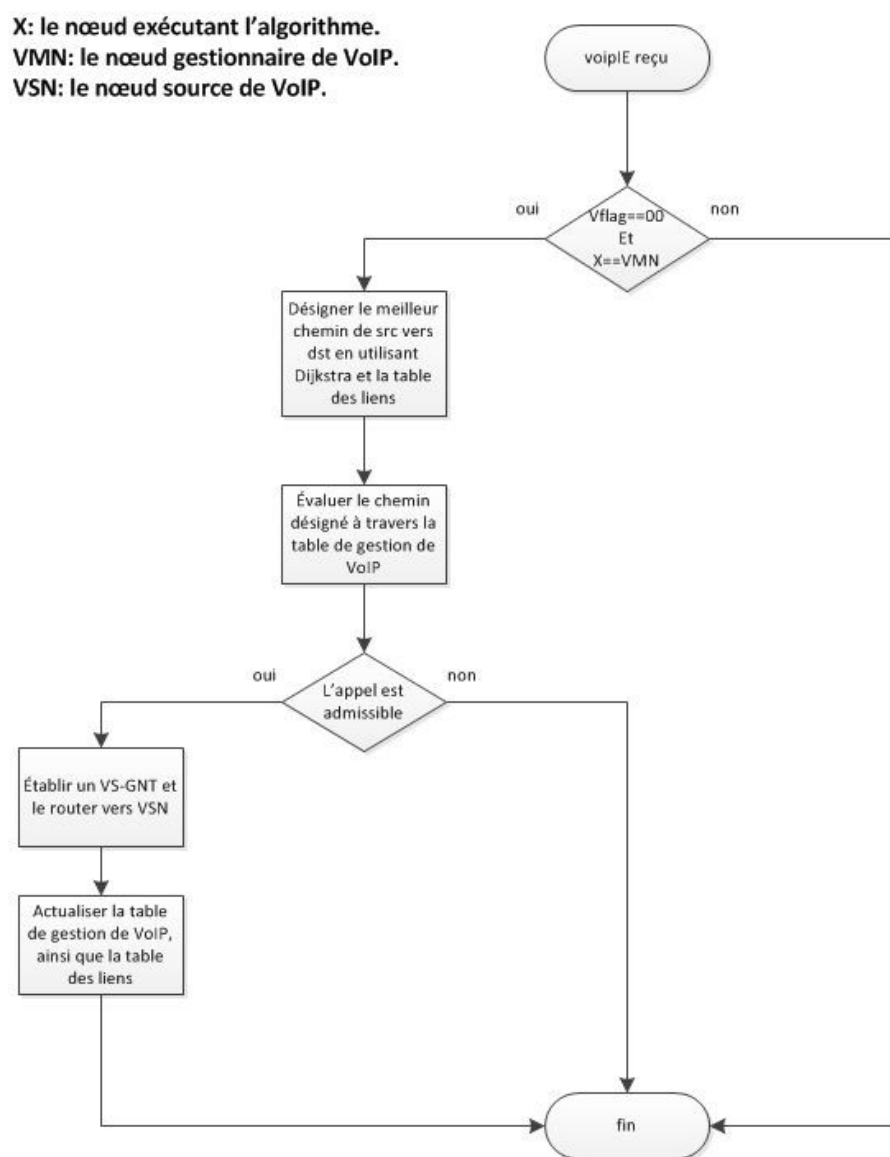 X: le nœud exécutant l'algorithme.
VMN: le nœud gestionnaire de VoIP.
VSN: le nœud source de VoIP.
voipIE reçu
oui
non
Vflag==00
Et
X==VMN
Désigner le meilleur
chemin de src vers
dst en utilisant
Dijkstra et la table
des liens
Évaluer le chemin
désigné à travers la
table de gestion de
VoIP
oui
non
L'appel est
admissible
Établir un VS-GNT et
le router vers VSN
Actualiser la table
de gestion de VoIP,
ainsi que la table
des liens
fin